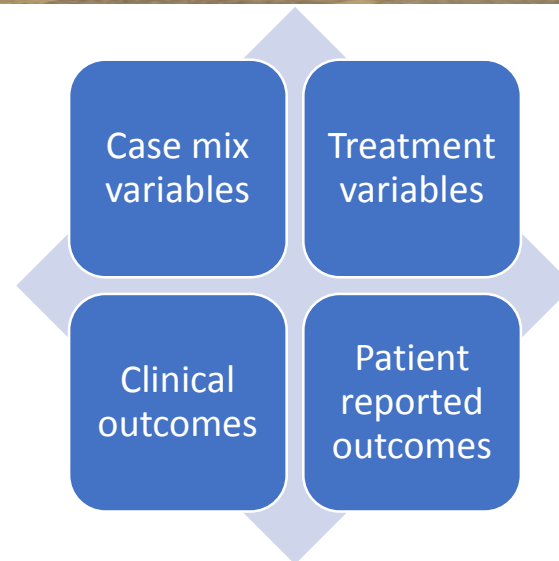 Case mix
variables
Treatment
variables
Clinical
outcomes
Patient
reported
outcomes